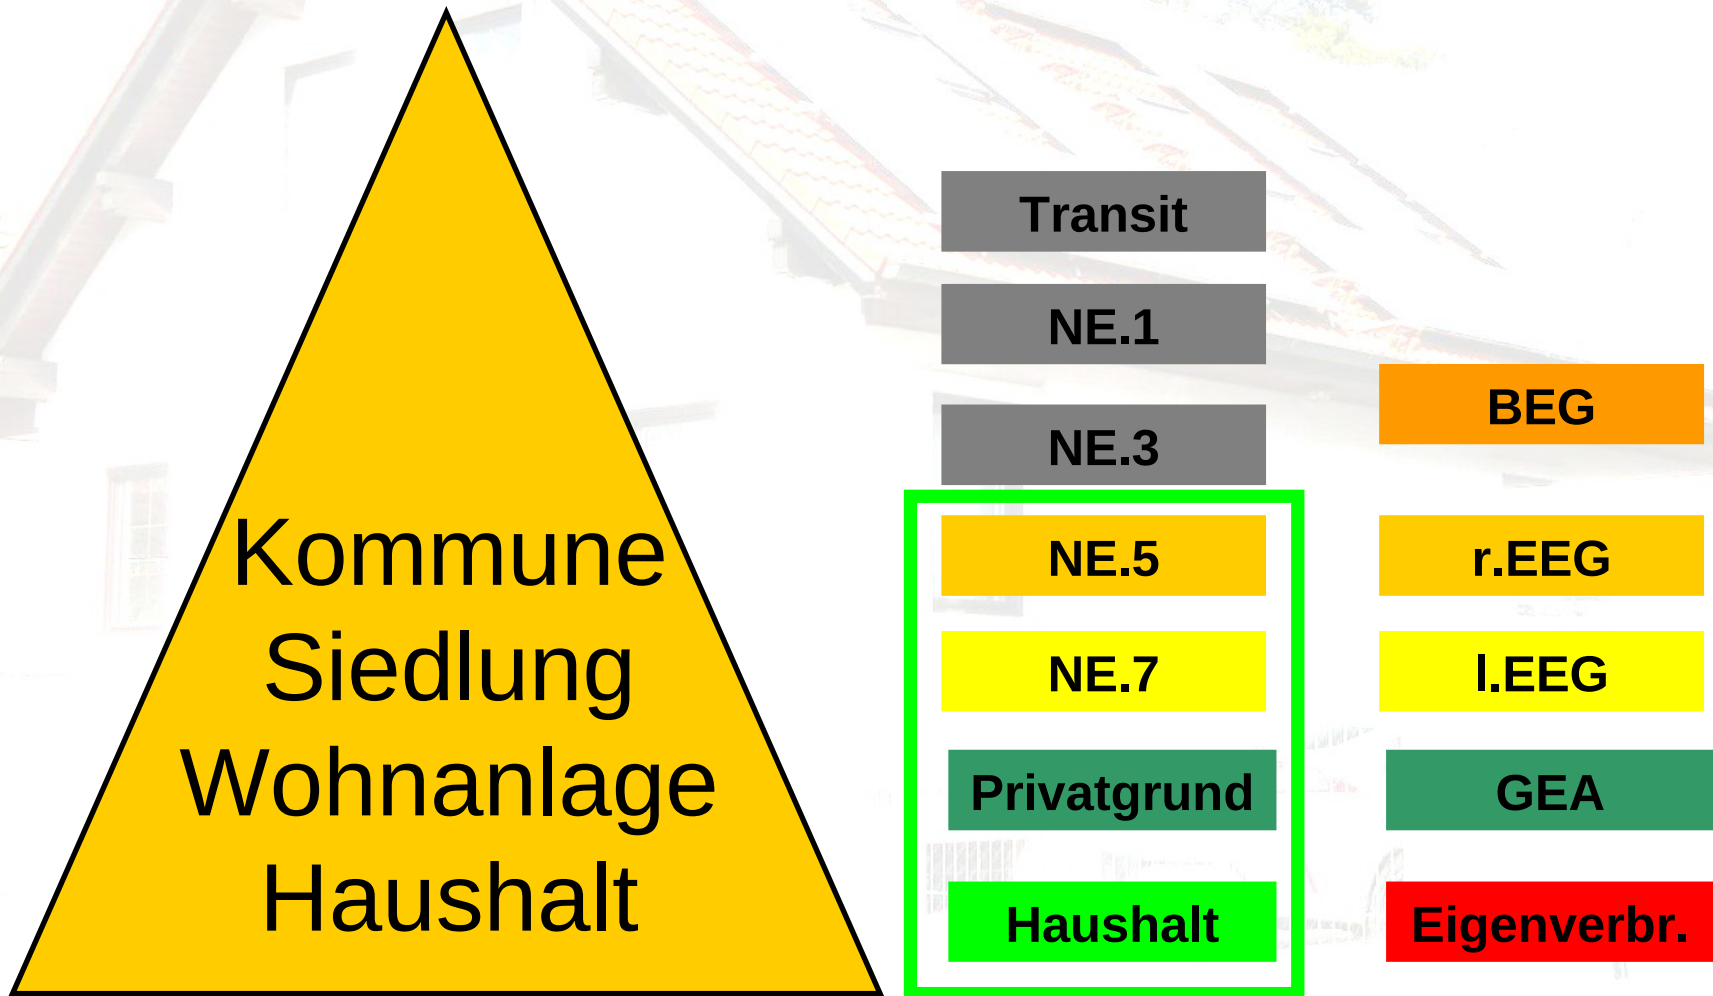 Kommune
Siedlung
Wohnanlage
Haushalt
Transit
NE.1
NE.3
NE.5
NE.7
Privatgrund
Haushalt
BEG
r.EEG
l.EEG
GEA
Eigenverbr.